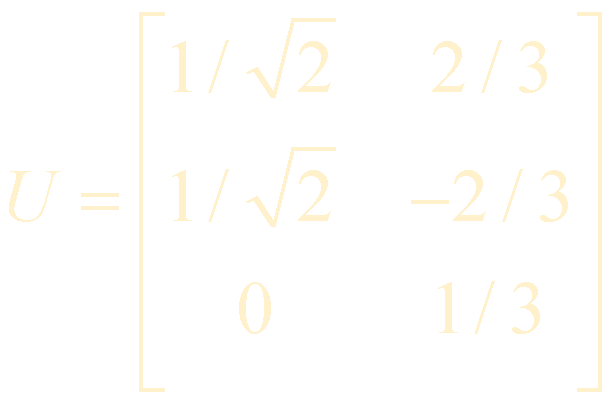 1/√2 2/3
U = 1/√2 −2/3
0 1/3